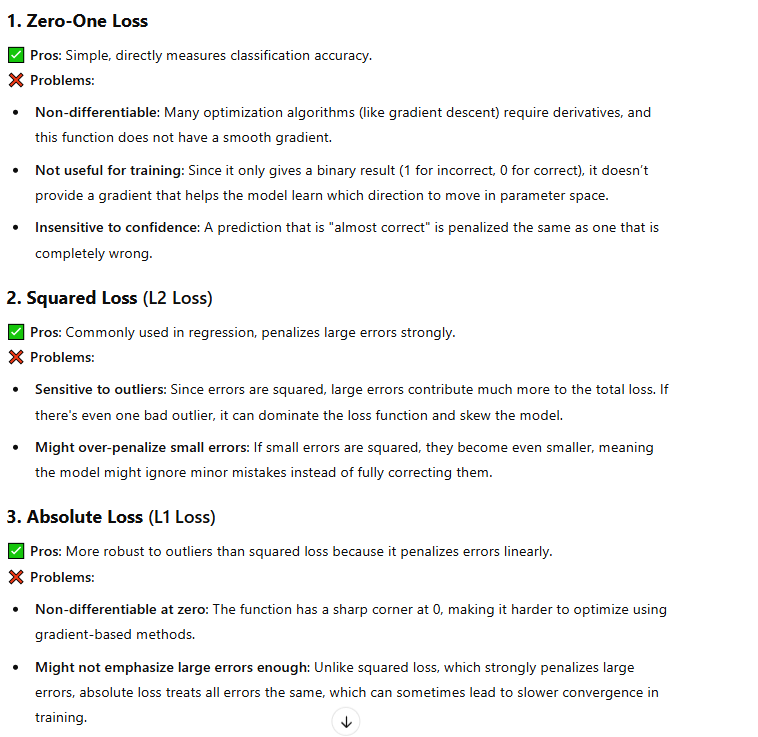 1. Zero-One Loss
✅ Pros: Simple, directly measures classification accuracy.
❌ Problems:
• Non-differentiable: Many optimization algorithms (like gradient descent) require derivatives, and
this function does not have a smooth gradient.
• Not useful for training: Since it only gives a binary result (1 for incorrect, 0 for correct), it doesn't
provide a gradient that helps the model learn which direction to move in parameter space.
• Insensitive to confidence: A prediction that is "almost correct" is penalized the same as one that is
completely wrong.
2. Squared Loss (L2 Loss)
✅ Pros: Commonly used in regression, penalizes large errors strongly.
❌ Problems:
• Sensitive to outliers: Since errors are squared, large errors contribute much more to the total loss. If
there's even one bad outlier, it can dominate the loss function and skew the model.
• Might over-penalize small errors: If small errors are squared, they become even smaller, meaning
the model might ignore minor mistakes instead of fully correcting them.
3. Absolute Loss (L1 Loss)
✅ Pros: More robust to outliers than squared loss because it penalizes errors linearly.
❌ Problems:
• Non-differentiable at zero: The function has a sharp corner at 0, making it harder to optimize using
gradient-based methods.
• Might not emphasize large errors enough: Unlike squared loss, which strongly penalizes large
errors, absolute loss treats all errors the same, which can sometimes lead to slower convergence in
training.